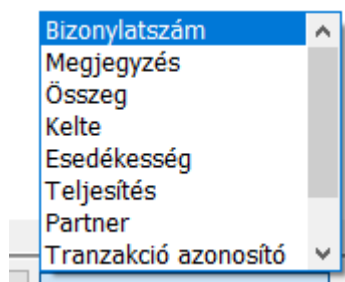 Bizonylatszám
Megjegyzés
Összeg
Kelte
Esedékesség
Teljesítés
Partner
Tranzakció azonosító